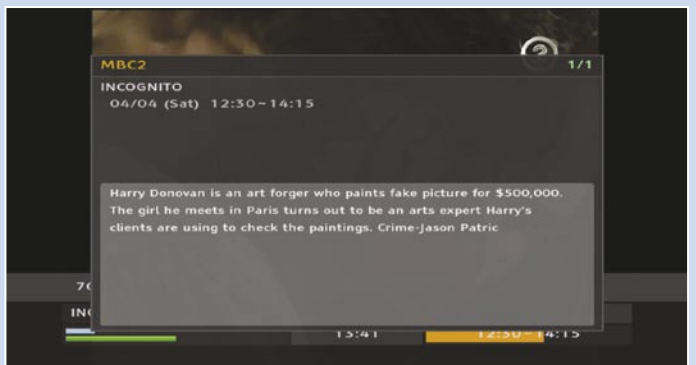 MBC2 1/1
INCOGNITO
04/04 (Sat) 12:30~14:15
Harry Donovan is an art forger who paints fake picture for $500,000.
The girl he meets in Paris turns out to be an arts expert Harry's
clients are using to check the paintings. Crime-Jason Patric
13:41 12:30~14:15